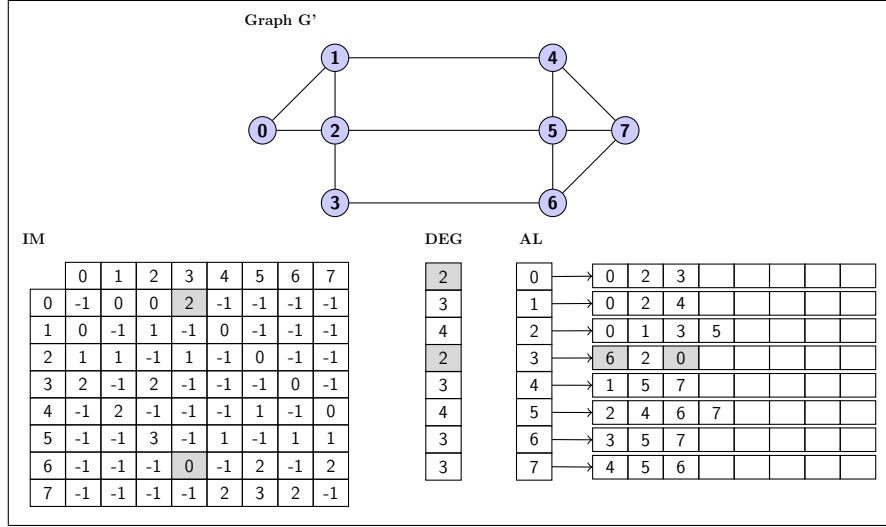 Graph G’
1 4
0 2 5 7
3 6
IM DEG AL
0 1 2 3 4 5 6 7
0 -1 0 0 2 -1 -1 -1 -1
1 0 -1 1 -1 0 -1 -1 -1
2 1 1 -1 1 -1 0 -1 -1
3 2 -1 2 -1 -1 -1 0 -1
4 -1 2 -1 -1 -1 1 -1 0
5 -1 -1 3 -1 1 -1 1 1
6 -1 -1 -1 0 -1 2 -1 2
7 -1 -1 -1 -1 2 3 2 -1
2
3
4
2
3
4
3
3
0 0 2 3
1 0 2 4
2 0 1 3 5
3 6 2 0
4 1 5 7
5 2 4 6 7
6 3 5 7
7 4 5 6